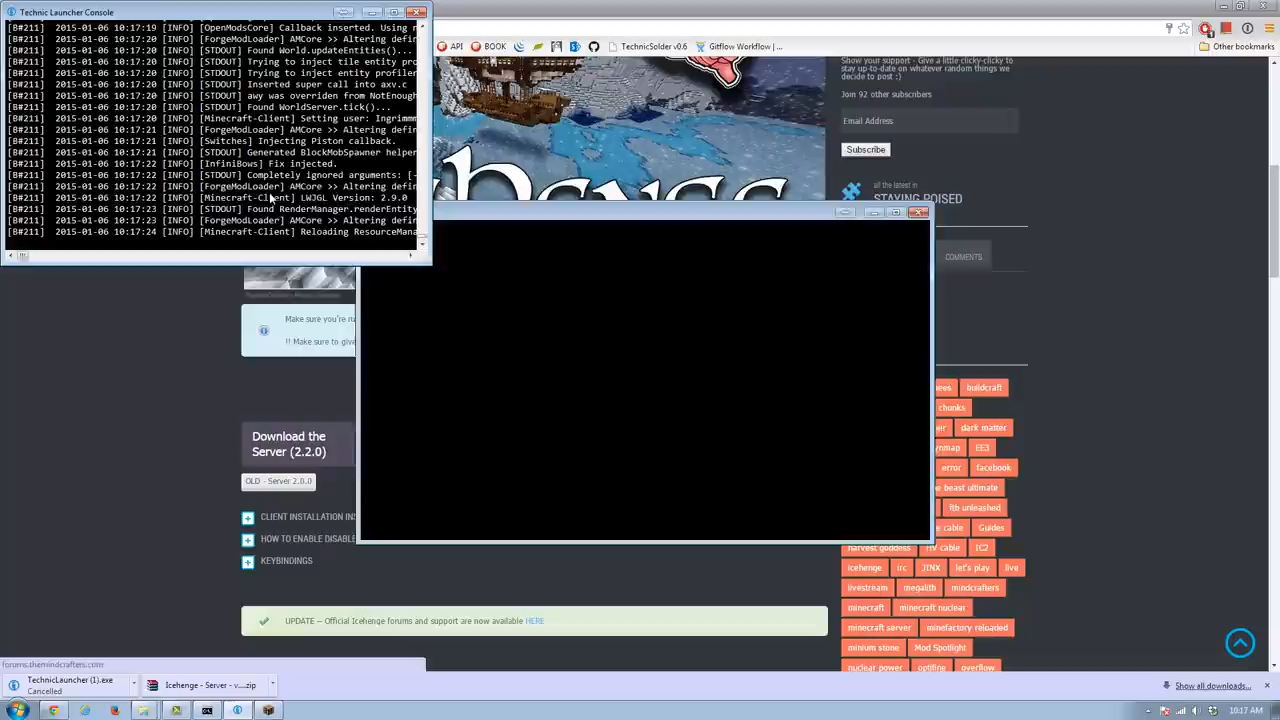 Technic Launcher Console
[B#211] 2015-01-06 10:17:19 [INFO] [OpenModsCore] Callback inserted. Using n
[B#211] 2015-01-06 10:17:20 [INFO] [ForgeModLoader] AMCore >> Altering defin
[B#211] 2015-01-06 10:17:20 [INFO] [STDOUT] Found World.updateEntities()...
[B#211] 2015-01-06 10:17:20 [INFO] [STDOUT] Trying to inject tile entity pro
[B#211] 2015-01-06 10:17:20 [INFO] [STDOUT] Trying to inject entity profiler
[B#211] 2015-01-06 10:17:20 [INFO] [STDOUT] Inserted super call into axv.c
[B#211] 2015-01-06 10:17:20 [INFO] [STDOUT] awy was overriden from NotEnough
[B#211] 2015-01-06 10:17:20 [INFO] [STDOUT] Found WorldServer.tick()...
[B#211] 2015-01-06 10:17:20 [INFO] [Minecraft-Client] Setting user: Ingrimmm
[B#211] 2015-01-06 10:17:21 [INFO] [ForgeModLoader] AMCore >> Altering defin
[B#211] 2015-01-06 10:17:21 [INFO] [Switches] Injecting Piston callback.
[B#211] 2015-01-06 10:17:21 [INFO] [STDOUT] Generated BlockMobSpawner helper
[B#211] 2015-01-06 10:17:22 [INFO] [InfiniBows] Fix injected.
[B#211] 2015-01-06 10:17:22 [INFO] [STDOUT] Completely ignored arguments: [-
[B#211] 2015-01-06 10:17:22 [INFO] [ForgeModLoader] AMCore >> Altering defin
[B#211] 2015-01-06 10:17:22 [INFO] [Minecraft-Client] LWJGL Version: 2.9.0
[B#211] 2015-01-06 10:17:23 [INFO] [STDOUT] Found RenderManager.renderEntity
[B#211] 2015-01-06 10:17:23 [INFO] [ForgeModLoader] AMCore >> Altering defin
[B#211] 2015-01-06 10:17:24 [INFO] [Minecraft-Client] Reloading ResourceMana
API
BOOK
TechnicSolder v0.6
Gitflow Workflow | ...
Other bookmarks
Show your support - Give a little clicky-clicky to
stay up-to-date on whatever random things we
decide to post :)
Join 92 other subscribers
Email Address
Subscribe
all the latest in
STAYING POISED
COMMENTS
Make sure you're ru
!! Make sure to give
Download the
Server (2.2.0)
OLD - Server 2.0.0
CLIENT INSTALLATION INS
HOW TO ENABLE DISABLE
KEYBINDINGS
UPDATE – Official Icehenge forums and support are now available HERE
buildcraft
chunks
dark matter
EE3
error facebook
beast ultimate
ftb unleashed
cable Guides
harvest goddess HV cable IC2
icehenge irc JINX let's play live
livestream megalith mindcrafters
minecraft minecraft nuclear
minecraft server minefactory reloaded
minium stone Mod Spotlight
nuclear power optifine overflow
forums.themindcrafters.com
TechnicLauncher (1).exe
Cancelled
Icehenge - Server - v....zip
Show all downloads...
10:17 AM